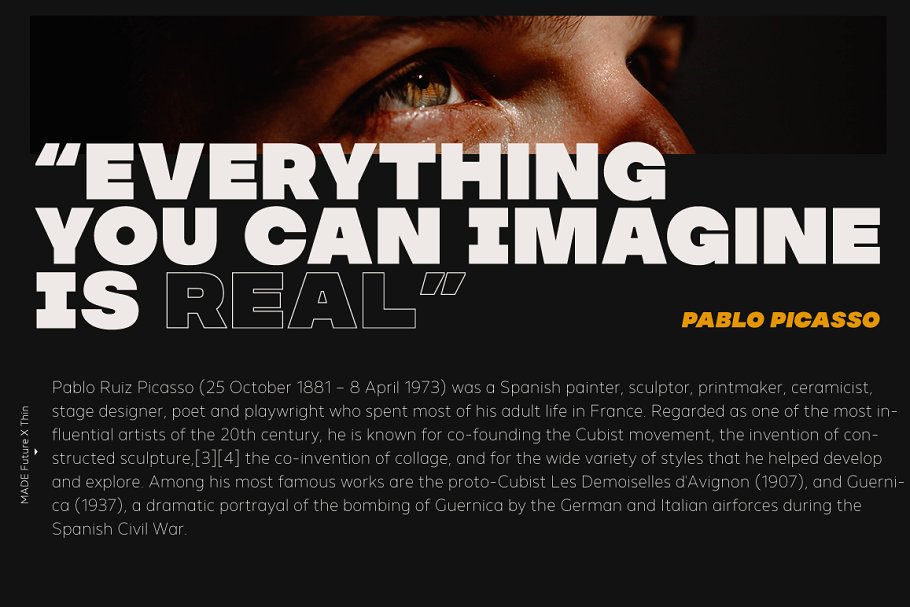 “EVERYTHING
YOU CAN IMAGINE
IS REAL”
PABLO PICASSO
Pablo Ruiz Picasso (25 October 1881 – 8 April 1973) was a Spanish painter, sculptor, printmaker, ceramicist,
stage designer, poet and playwright who spent most of his adult life in France. Regarded as one of the most in-
fluential artists of the 20th century, he is known for co-founding the Cubist movement, the invention of con-
structed sculpture,[3][4] the co-invention of collage, and for the wide variety of styles that he helped develop
and explore. Among his most famous works are the proto-Cubist Les Demoiselles d'Avignon (1907), and Guerni-
ca (1937), a dramatic portrayal of the bombing of Guernica by the German and Italian airforces during the
Spanish Civil War.
MADE Future X Thin